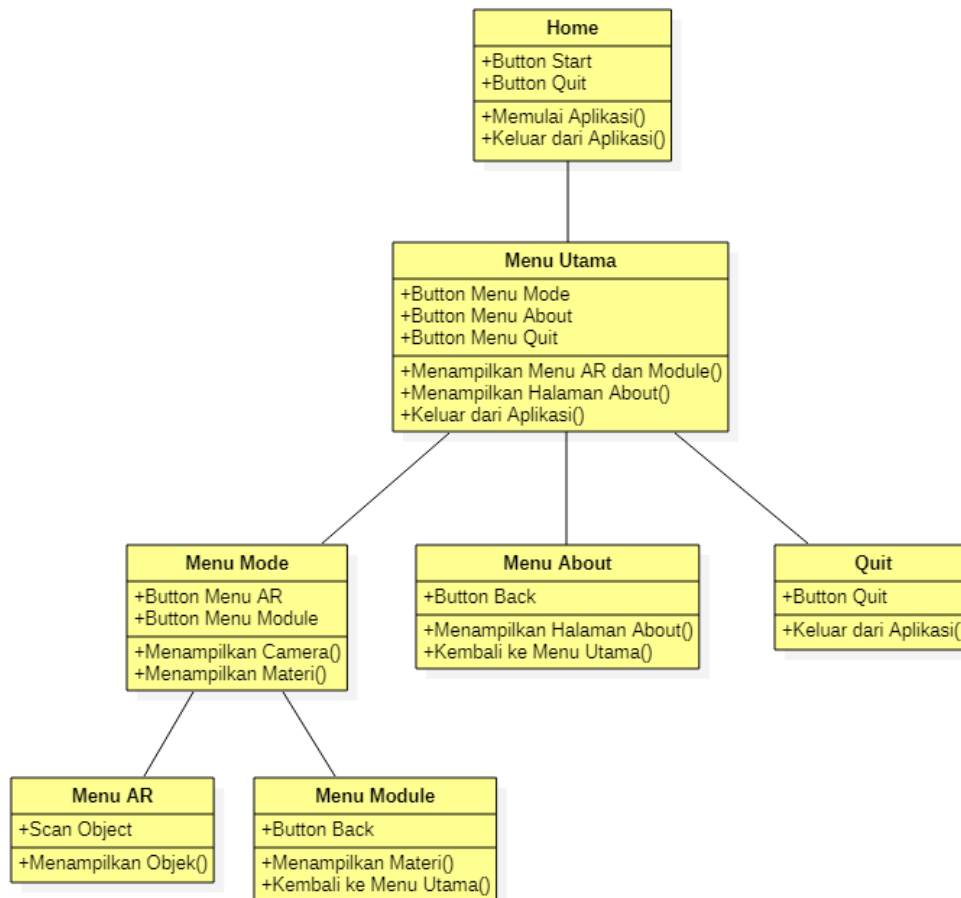 Home
+Button Start
+Button Quit
+Memulai Aplikasi()
+Keluar dari Aplikasi()
Menu Utama
+Button Menu Mode
+Button Menu About
+Button Menu Quit
+Menampilkan Menu AR dan Module()
+Menampilkan Halaman About()
+Keluar dari Aplikasi()
Menu Mode
+Button Menu AR
+Button Menu Module
+Menampilkan Camera()
+Menampilkan Materi()
Menu About
+Button Back
+Menampilkan Halaman About()
+Kembali ke Menu Utama()
Quit
+Button Quit
+Keluar dari Aplikasi()
Menu AR
+Scan Object
+Menampilkan Objek()
Menu Module
+Button Back
+Menampilkan Materi()
+Kembali ke Menu Utama()